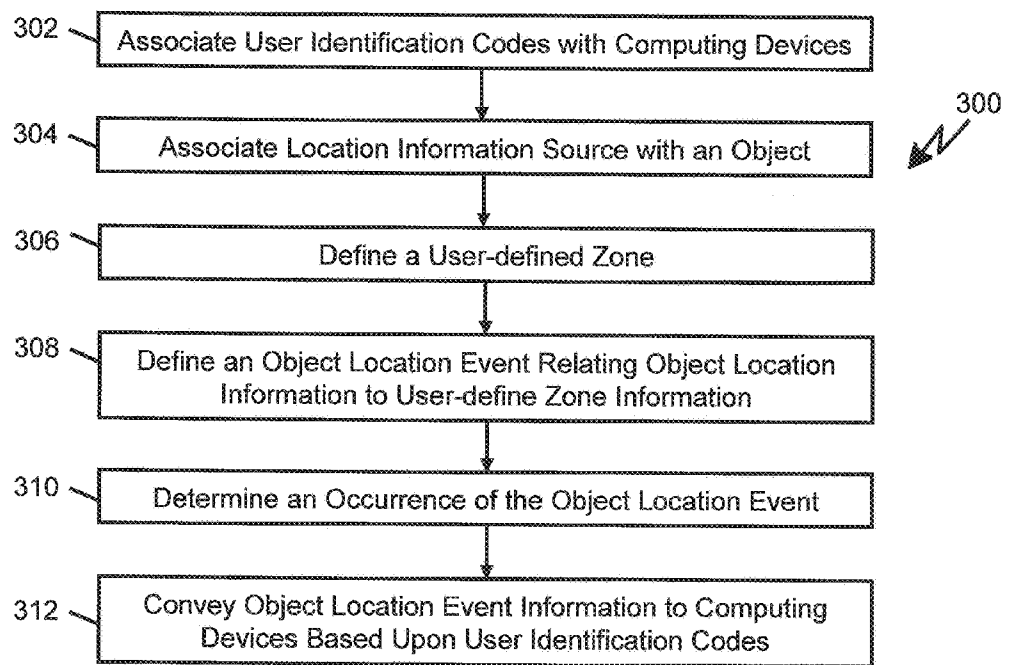 302
Associate User Identification Codes with Computing Devices
300
304
Associate Location Information Source with an Object
306
Define a User-defined Zone
308
Define an Object Location Event Relating Object Location
Information to User-define Zone Information
310
Determine an Occurrence of the Object Location Event
312
Convey Object Location Event Information to Computing
Devices Based Upon User Identification Codes